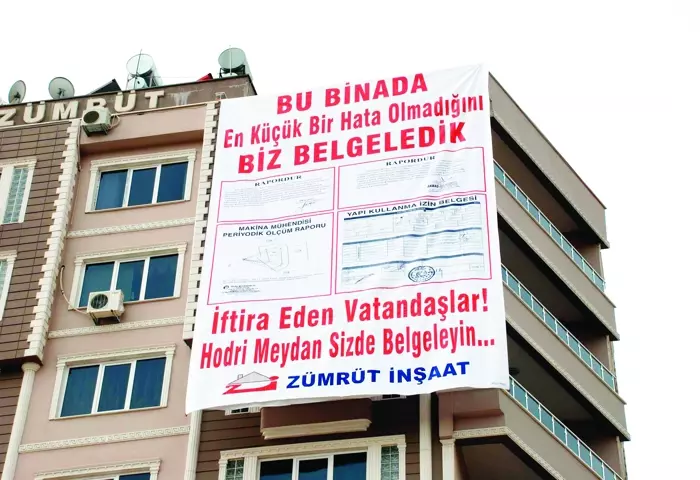 ZÜMRÜT
BU BİNADA
En Küçük Bir Hata Olmadığını
BİZ BELGELEDİK
RAPORDUR
RAPORDUR
MAKİNA MÜHENDİSİ
PERİYODİK ÖLÇÜM RAPORU
YAPI KULLANMA İZİN BELGESİ
İftira Eden Vatandaşlar!
Hodri Meydan Sizde Belgeleyin...
ZÜMRÜT İNŞAAT